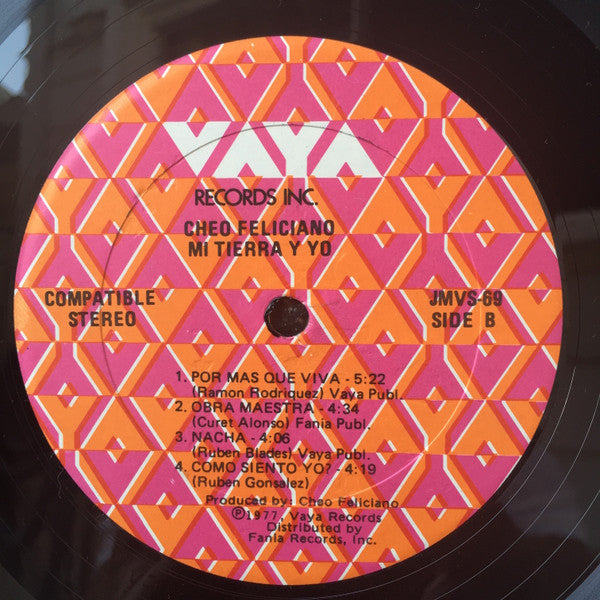 VAYA
RECORDS INC.
CHEO FELICIANO
MI TIERRA Y YO
COMPATIBLE
STEREO
JMVS-69
SIDE B
1. POR MAS QUE VIVA - 5:22
(Ramon Rodriquez) Vaya Publ.
2. OBRA MAESTRA - 4:34
(Curet Alonso) Fania Publ.
3. NACHA - 4:06
(Ruben Blades) Vaya Publ.
4. COMO SIENTO YO? - 4:19
(Ruben Gonsalez)
Produced by: Cheo Feliciano
℗1977, Vaya Records
Distributed by
Fania Records, Inc.